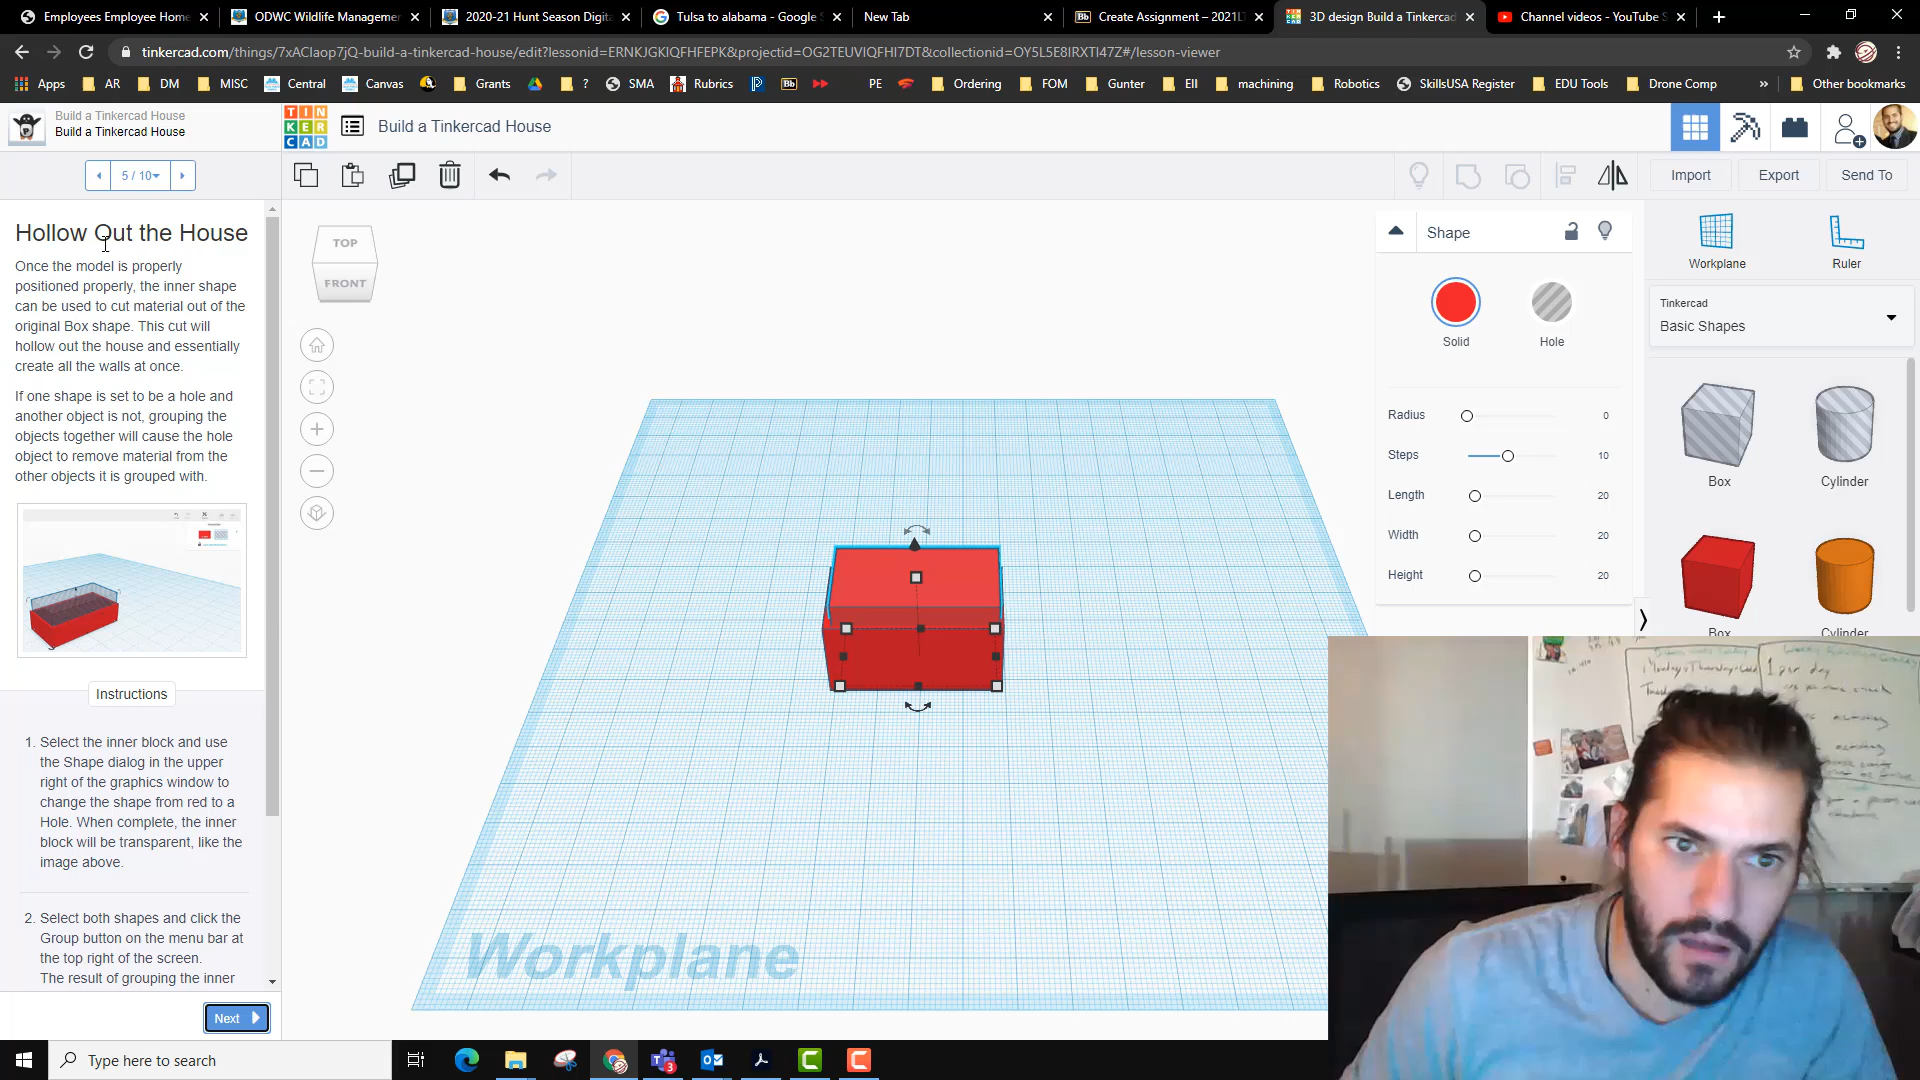 Employees Employee Home
ODWC Wildlife Managemen
2020-21 Hunt Season Digita
Tulsa to alabama - Google S
New Tab
Create Assignment – 2021LT
3D design Build a Tinkercad
Channel videos - YouTube S
tinkercad.com/things/7xAClaop7jQ-build-a-tinkercad-house/edit?lessonid=ERNKJGKIQFHFEPK&projectid=OG2TEUVIQFHI7DT&collectionid=OY5L5E8IRXTI47Z#/lesson-viewer
Apps AR DM MISC Central Canvas Grants ? SMA Rubrics Bb PE Ordering FOM Gunter EII machining Robotics SkillsUSA Register EDU Tools Drone Comp » Other bookmarks
Build a Tinkercad House
Build a Tinkercad House
TIN
KER
CAD
Build a Tinkercad House
5 / 10
Import Export Send To
Hollow Out the House
Once the model is properly
positioned properly, the inner shape
can be used to cut material out of the
original Box shape. This cut will
hollow out the house and essentially
create all the walls at once.
If one shape is set to be a hole and
another object is not, grouping the
objects together will cause the hole
object to remove material from the
other objects it is grouped with.
Instructions
1. Select the inner block and use
the Shape dialog in the upper
right of the graphics window to
change the shape from red to a
Hole. When complete, the inner
block will be transparent, like the
image above.
2. Select both shapes and click the
Group button on the menu bar at
the top right of the screen.
The result of grouping the inner
Next
TOP
FRONT
Workplane
Shape
Solid
Hole
Radius 0
Steps 10
Length 20
Width 20
Height 20
Workplane
Ruler
Tinkercad
Basic Shapes
Box
Cylinder
Box
Cylinder
1 per day
Type here to search
3